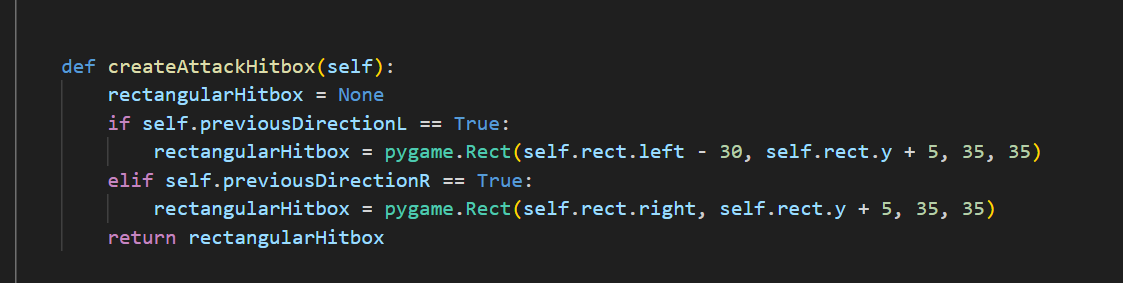 def createAttackHitbox(self):
    rectangularHitbox = None
    if self.previousDirectionL == True:
        rectangularHitbox = pygame.Rect(self.rect.left - 30, self.rect.y + 5, 35, 35)
    elif self.previousDirectionR == True:
        rectangularHitbox = pygame.Rect(self.rect.right, self.rect.y + 5, 35, 35)
    return rectangularHitbox